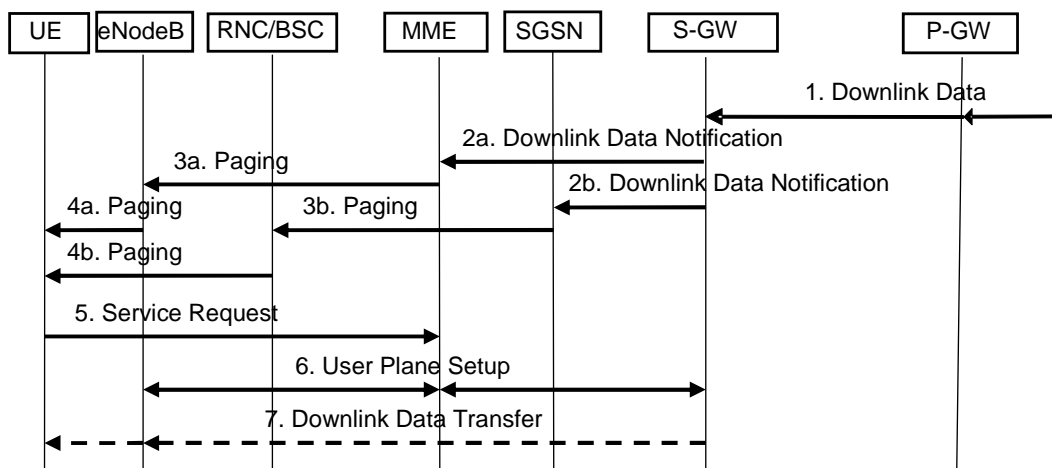 UE
eNodeB
RNC/BSC
MME
SGSN
S-GW
P-GW
1. Downlink Data
2a. Downlink Data Notification
3a. Paging
2b. Downlink Data Notification
4a. Paging
3b. Paging
4b. Paging
5. Service Request
6. User Plane Setup
7. Downlink Data Transfer